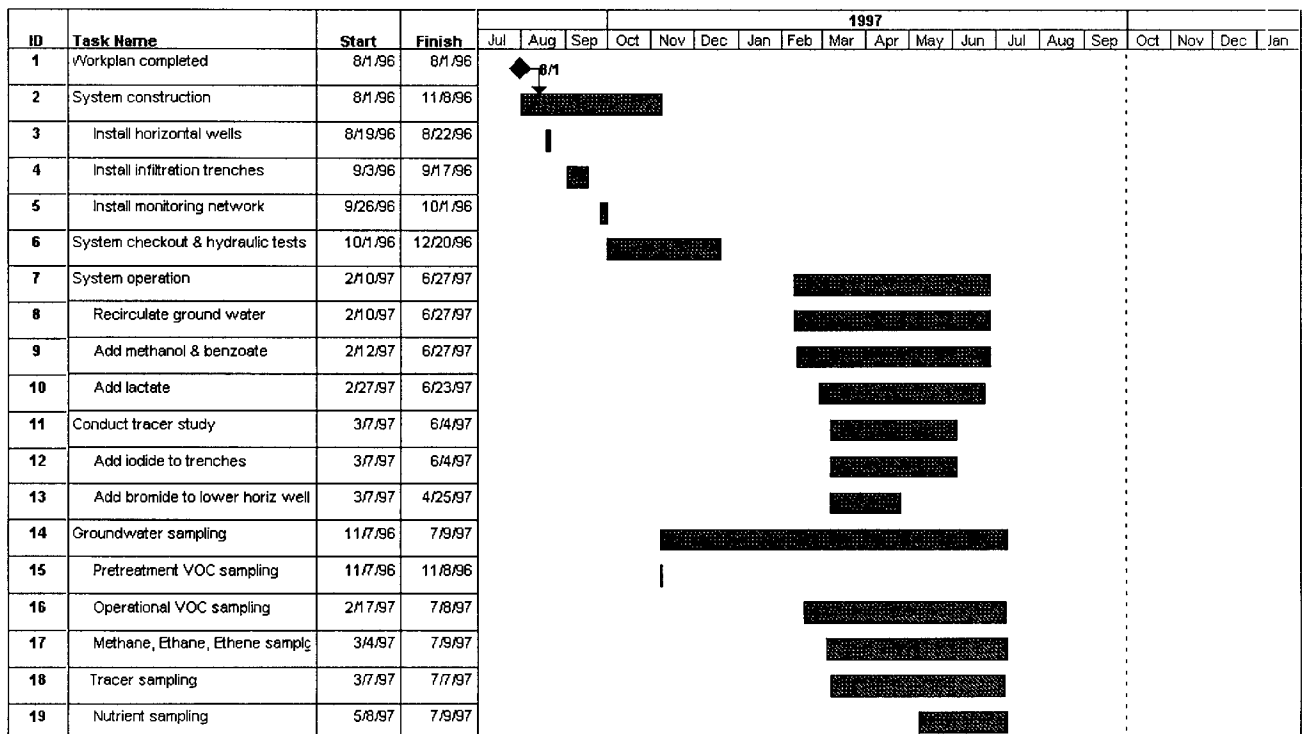 1997
ID Task Name Start Finish Jul Aug Sep Oct Nov Dec Jan Feb Mar Apr May Jun Jul Aug Sep Oct Nov Dec Jan
1 Workplan completed 8/1/96 8/1/96 8/1
2 System construction 8/1/96 11/8/96
3 Install horizontal wells 8/19/96 8/22/96
4 Install infiltration trenches 9/3/96 9/17/96
5 Install monitoring network 9/26/96 10/1/96
6 System checkout & hydraulic tests 10/1/96 12/20/96
7 System operation 2/10/97 6/27/97
8 Recirculate ground water 2/10/97 6/27/97
9 Add methanol & benzoate 2/12/97 6/27/97
10 Add lactate 2/27/97 6/23/97
11 Conduct tracer study 3/7/97 6/4/97
12 Add iodide to trenches 3/7/97 6/4/97
13 Add bromide to lower horiz well 3/7/97 4/25/97
14 Groundwater sampling 11/7/96 7/9/97
15 Pretreatment VOC sampling 11/7/96 11/8/96
16 Operational VOC sampling 2/17/97 7/8/97
17 Methane, Ethane, Ethene samplg 3/4/97 7/9/97
18 Tracer sampling 3/7/97 7/7/97
19 Nutrient sampling 5/8/97 7/9/97